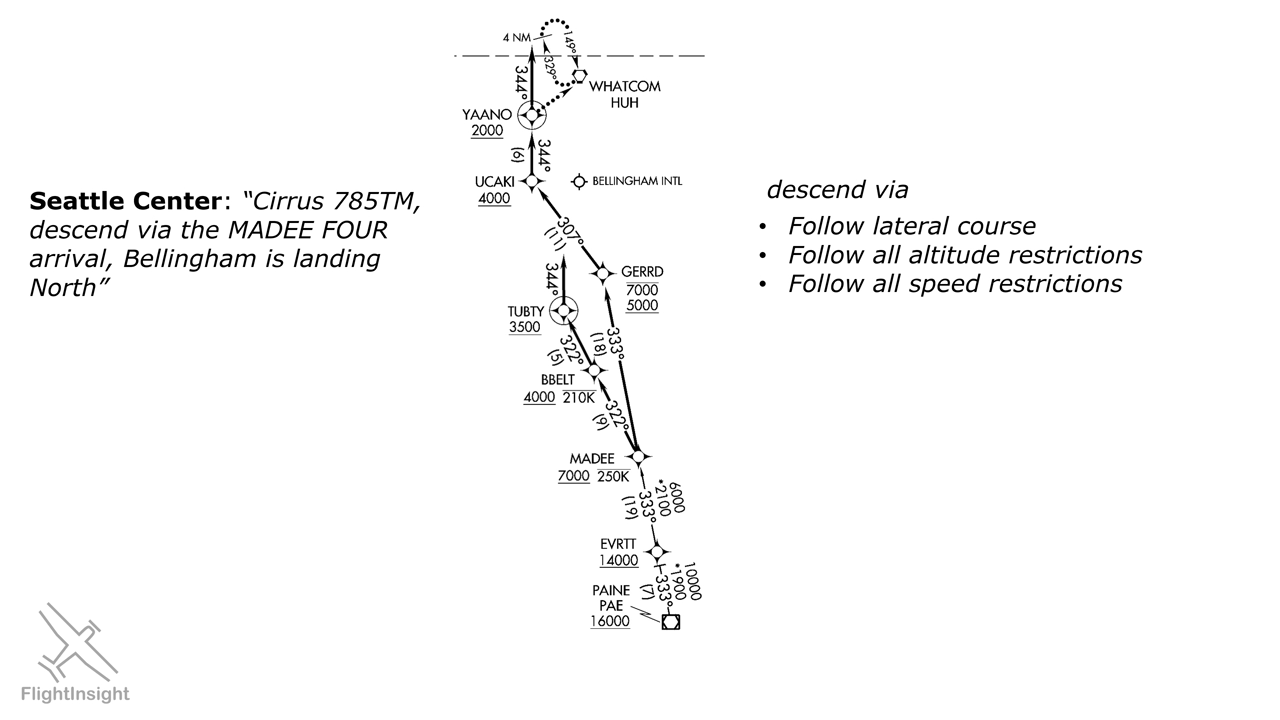 Seattle Center: “Cirrus 785TM,
descend via the MADEE FOUR
arrival, Bellingham is landing
North”
4 NM
149°
329°
344°
WHATCOM
HUH
YAANO
2000
344°
(6)
UCAKI
4000
BELLINGHAM INTL
307°
(11)
344°
GERRD
7000
5000
TUBTY
3500
322°
(5)
333°
(18)
BBELT
4000 210K
322°
(9)
MADEE
7000 250K
6000
*2100
333°
(19)
EVRTT
14000
10000
*1900
333°
(7)
PAINE
PAE
16000
descend via
• Follow lateral course
• Follow all altitude restrictions
• Follow all speed restrictions
FlightInsight